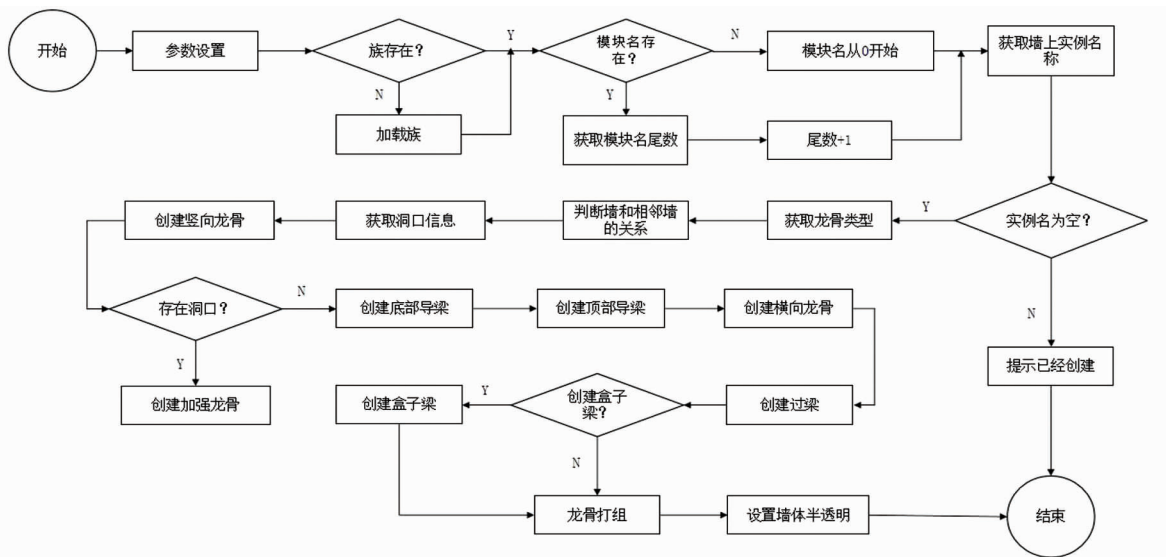 开始
参数设置
族存在?
Y
模块名存
在?
N
模块名从0开始
获取墙上实例名
称
N
加载族
Y
获取模块名尾数
尾数+1
创建竖向龙骨
获取洞口信息
判断墙和相邻墙
的关系
获取龙骨类型
Y
实例名为空?
存在洞口?
N
创建底部导梁
创建顶部导梁
创建横向龙骨
N
Y
创建加强龙骨
提示已经创建
创建盒子梁
Y
创建盒子
梁?
创建过梁
N
龙骨打组
设置墙体半透明
结束